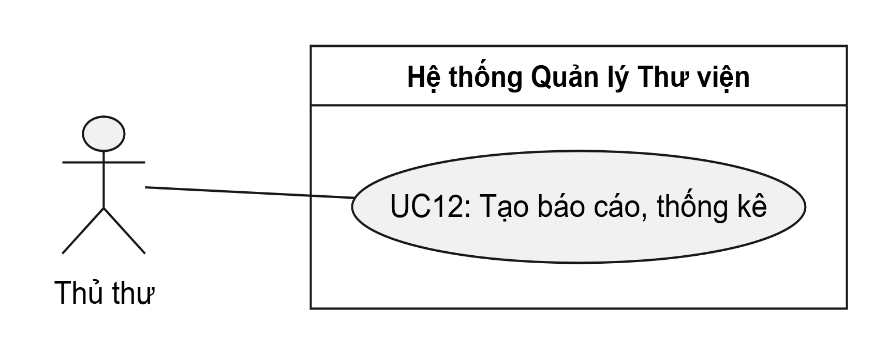 Hệ thống Quản lý Thư viện
UC12: Tạo báo cáo, thống kê
Thủ thư